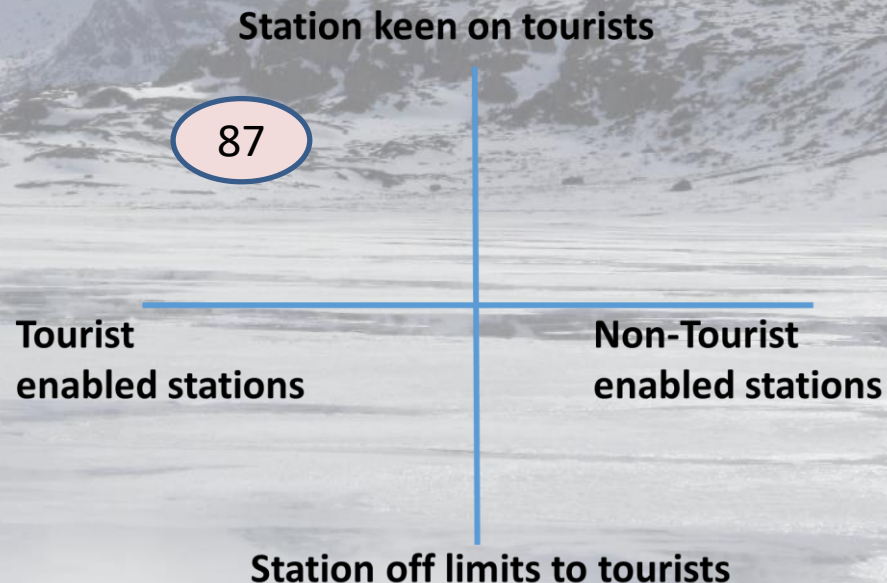 Station keen on tourists
87
Tourist
enabled stations
Non-Tourist
enabled stations
Station off limits to tourists